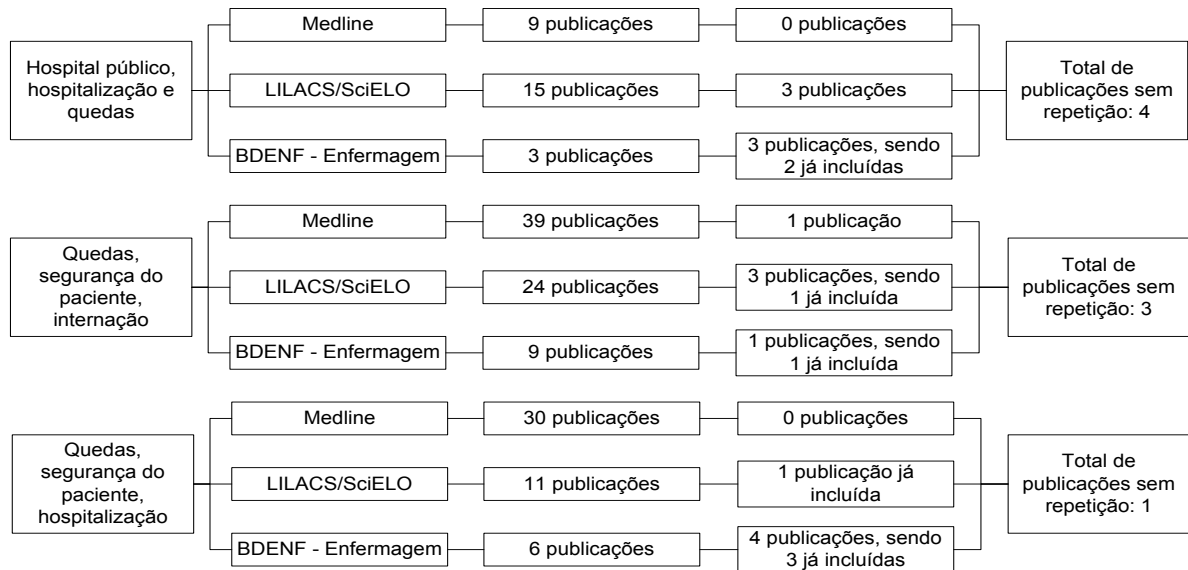 Hospital público,
hospitalização e
quedas
Medline
9 publicações
0 publicações
LILACS/SciELO
15 publicações
3 publicações
BDENF - Enfermagem
3 publicações
3 publicações, sendo
2 já incluídas
Total de
publicações sem
repetição: 4
Quedas,
segurança do
paciente,
internação
Medline
39 publicações
1 publicação
LILACS/SciELO
24 publicações
3 publicações, sendo
1 já incluída
BDENF - Enfermagem
9 publicações
1 publicações, sendo
1 já incluída
Total de
publicações sem
repetição: 3
Quedas,
segurança do
paciente,
hospitalização
Medline
30 publicações
0 publicações
LILACS/SciELO
11 publicações
1 publicação já
incluída
BDENF - Enfermagem
6 publicações
4 publicações, sendo
3 já incluídas
Total de
publicações sem
repetição: 1